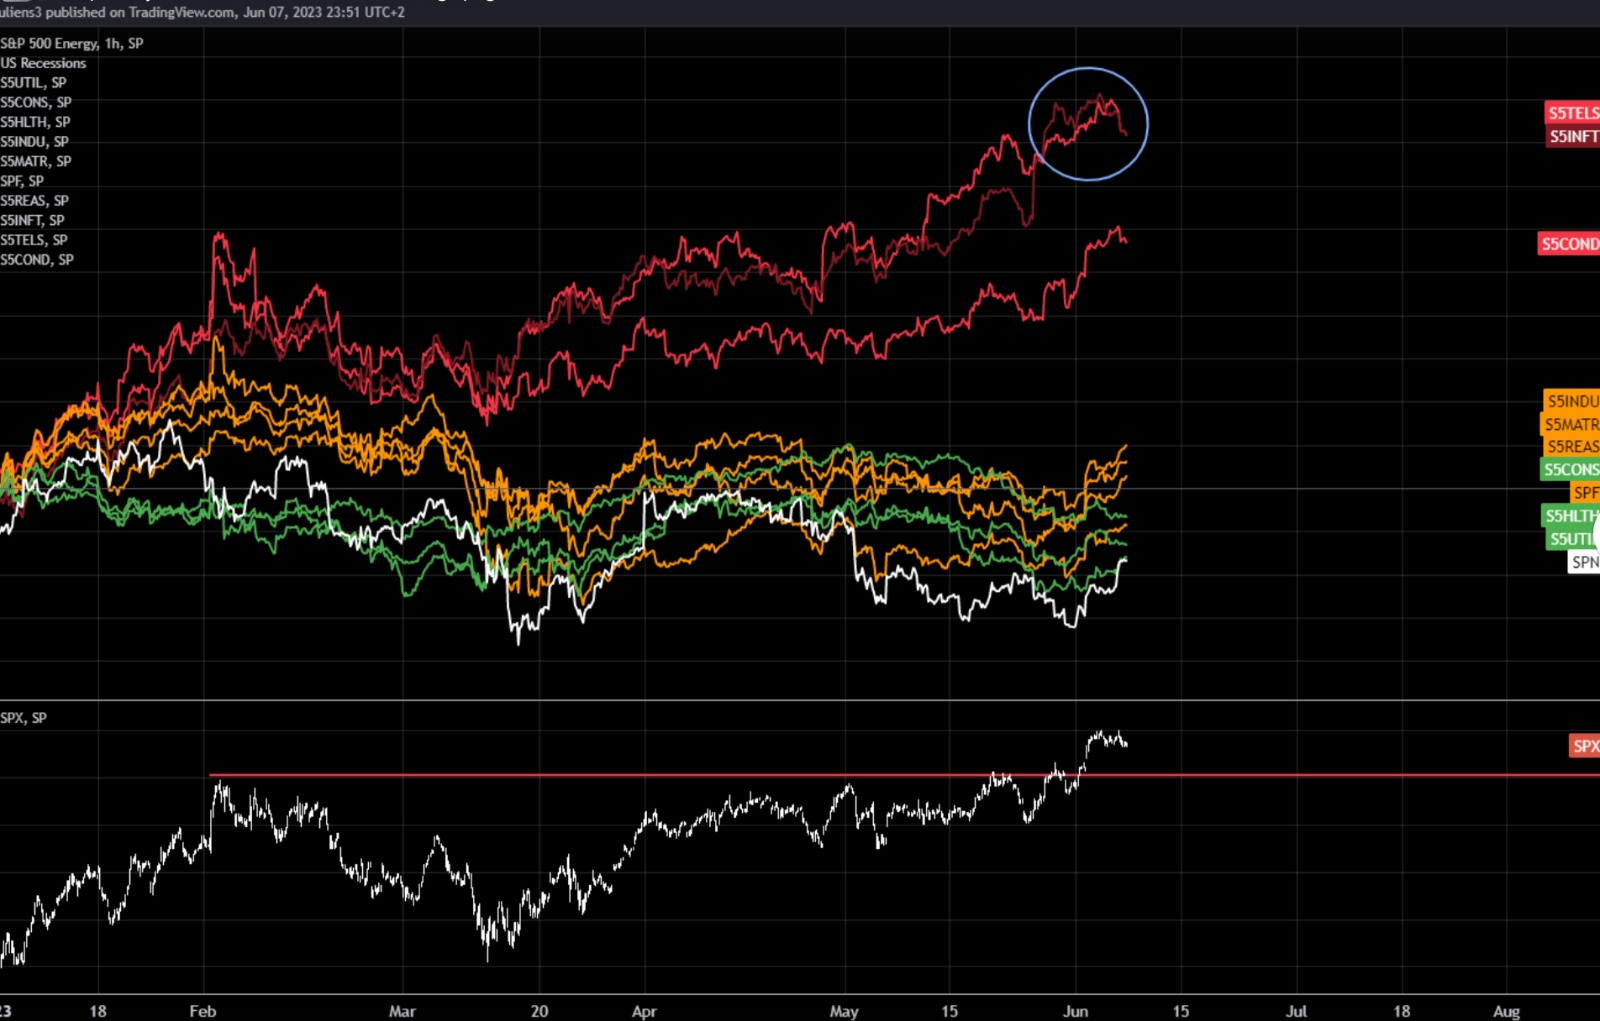 uliens3 published on TradingView.com, Jun 07, 2023 23:51 UTC+2
S&P 500 Energy, 1h, SP
US Recessions
S5UTIL, SP
S5CONS, SP
S5HLTH, SP
S5INDU, SP
S5MATR, SP
SPF, SP
S5REAS, SP
S5INFT, SP
S5TELS, SP
S5COND, SP
S5TELS
S5INFT
S5COND
S5INDU
S5MATR
S5REAS
S5CONS
SPF
S5HLTH
S5UTI
SPN
SPX, SP
SPX
23 18 Feb Mar 20 Apr May 15 Jun 15 Jul 18 Aug